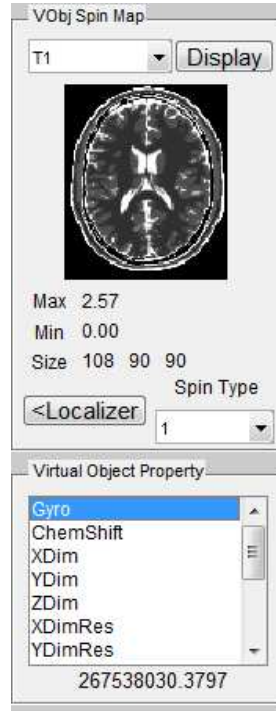 VObj Spin Map
T1
Display
Max 2.57
Min 0.00
Size 108 90 90
Spin Type
<Localizer
1
Virtual Object Property
Gyro
ChemShift
XDim
YDim
ZDim
XDimRes
YDimRes
267538030.3797